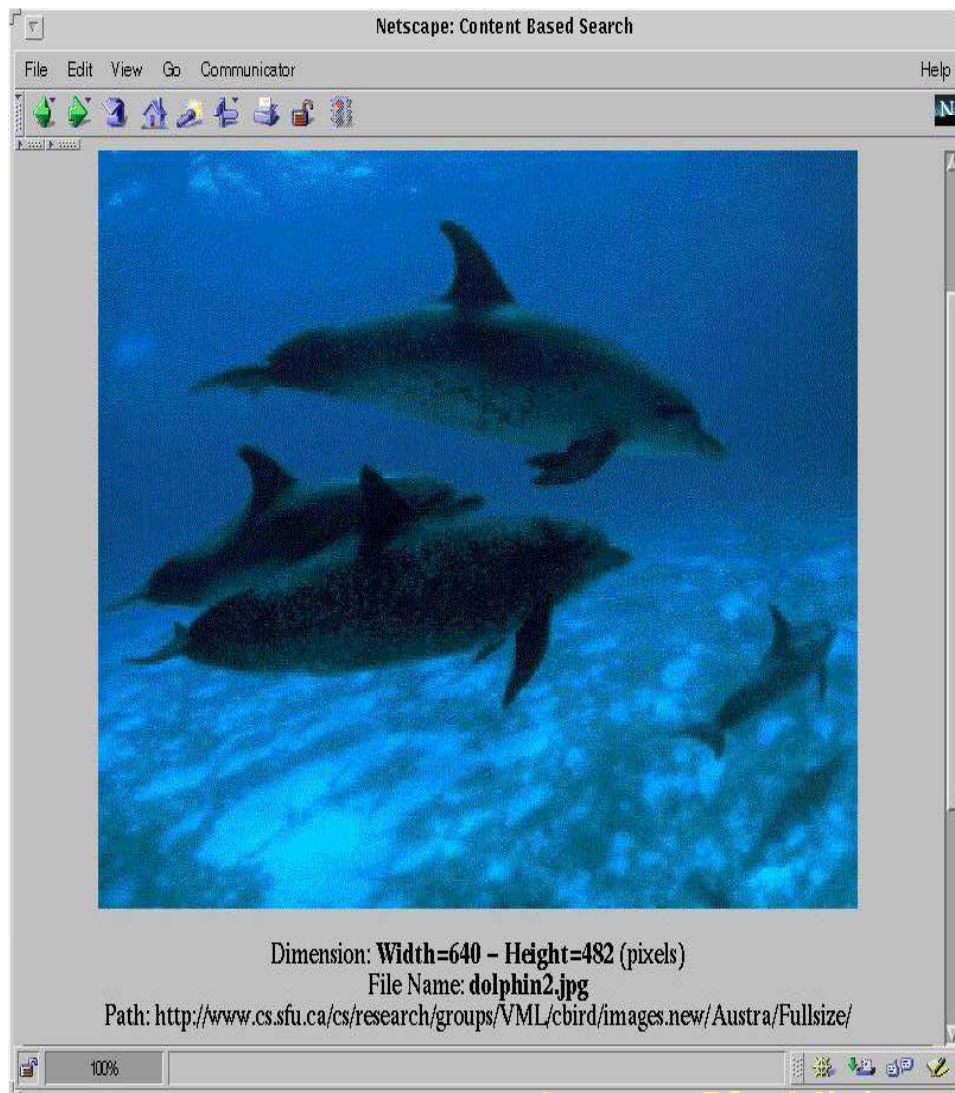 Netscape: Content Based Search
File Edit View Go Communicator Help
N
Dimension: Width=640 – Height=482 (pixels)
File Name: dolphin2.jpg
Path: http://www.cs.sfu.ca/cs/research/groups/VML/cbird/images.new/Austra/Fullsize/
100%